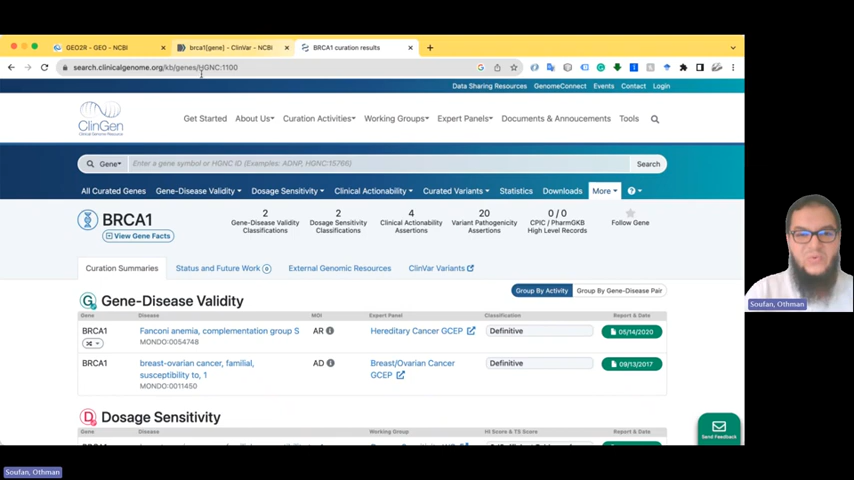 GEO2R - GEO - NCBI
brca1[gene] - ClinVar - NCBI
BRCA1 curation results
search.clinicalgenome.org/kb/genes/HGNC:1100
Data Sharing Resources GenomeConnect Events Contact Login
ClinGen
Clinical Genome Resource
Get Started About Us Curation Activities Working Groups Expert Panels Documents & Annoucements Tools
Gene Enter a gene symbol or HGNC ID (Examples: ADNP, HGNC:15766) Search
All Curated Genes Gene-Disease Validity Dosage Sensitivity Clinical Actionability Curated Variants Statistics Downloads More ?
BRCA1
View Gene Facts
2 2 4 20 0 / 0
Gene-Disease Validity Dosage Sensitivity Clinical Actionability Variant Pathogenicity CPIC / PharmGKB Follow Gene
Classifications Classifications Assertions Assertions High Level Records
Curation Summaries Status and Future Work 0 External Genomic Resources ClinVar Variants
Group By Activity Group By Gene-Disease Pair
G Gene-Disease Validity
Gene Disease MOI Expert Panel Classification Report & Date
BRCA1 Fanconi anemia, complementation group S AR Hereditary Cancer GCEP Definitive 05/14/2020
MONDO:0054748
BRCA1 breast-ovarian cancer, familial, AD Breast/Ovarian Cancer Definitive 09/13/2017
susceptibility to, 1 GCEP
MONDO:0011450
D Dosage Sensitivity
Gene Disease Working Group HI Score & TS Score Report & Date
Send Feedback
Soufan, Othman
Soufan, Othman